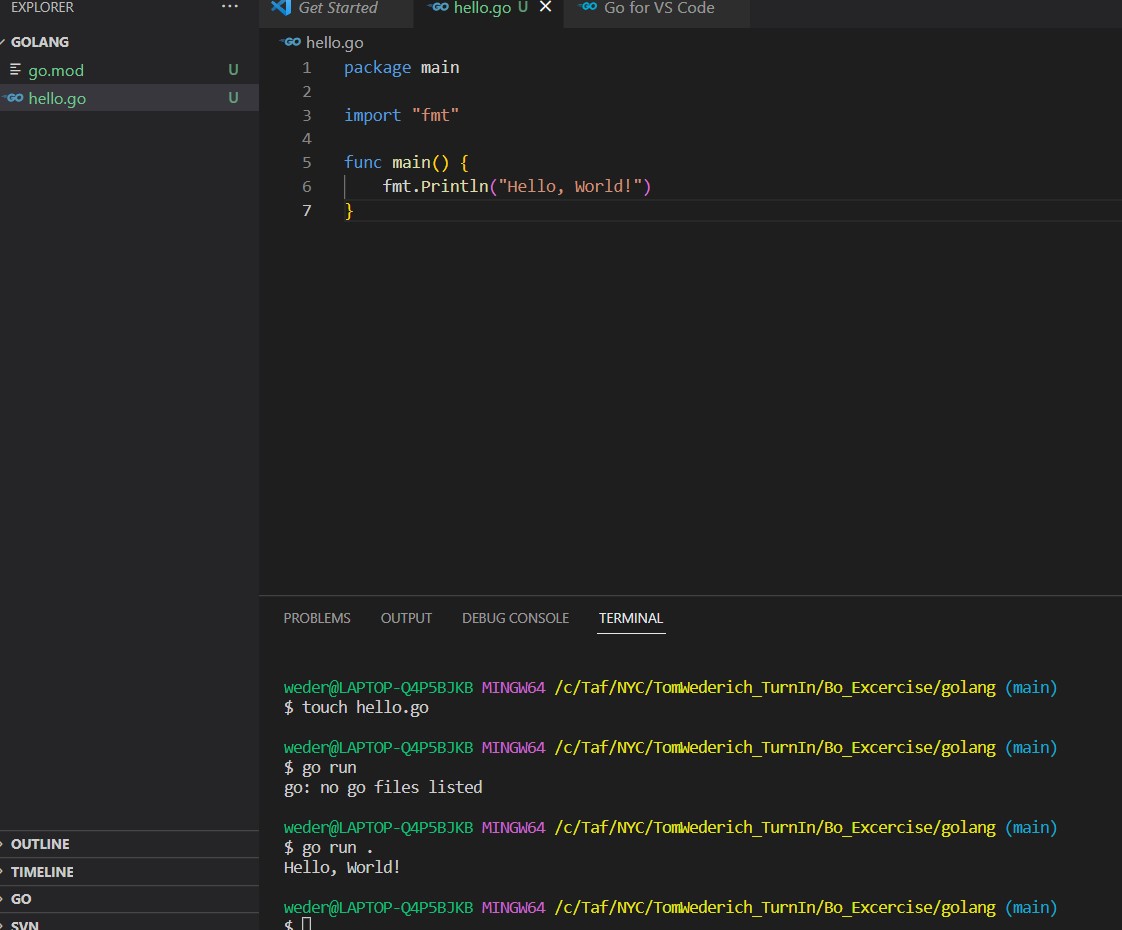 EXPLORER ...
GOLANG
go.mod U
hello.go U
OUTLINE
TIMELINE
GO
SVN
Get Started
GO hello.go U ×
GO Go for VS Code
GO hello.go
1 package main
2
3 import "fmt"
4
5 func main() {
6 fmt.Println("Hello, World!")
7 }
PROBLEMS OUTPUT DEBUG CONSOLE TERMINAL
weder@LAPTOP-Q4P5BJKB MINGW64 /c/Taf/NYC/TomWederich_TurnIn/Bo_Excercise/golang (main)
$ touch hello.go
weder@LAPTOP-Q4P5BJKB MINGW64 /c/Taf/NYC/TomWederich_TurnIn/Bo_Excercise/golang (main)
$ go run
go: no go files listed
weder@LAPTOP-Q4P5BJKB MINGW64 /c/Taf/NYC/TomWederich_TurnIn/Bo_Excercise/golang (main)
$ go run .
Hello, World!
weder@LAPTOP-Q4P5BJKB MINGW64 /c/Taf/NYC/TomWederich_TurnIn/Bo_Excercise/golang (main)
$